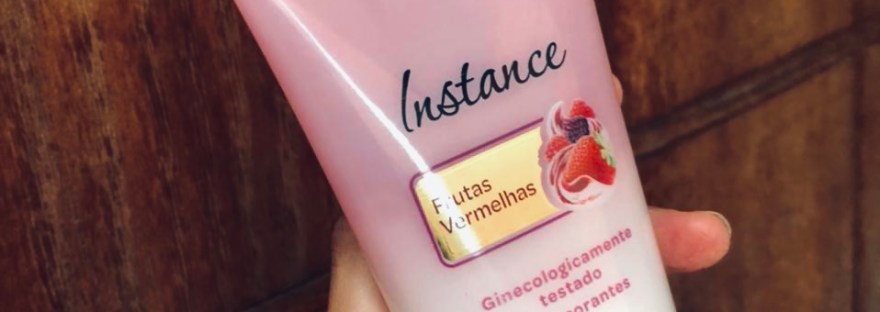 Instance
Frutas
Vermelhas
Ginecologicamente
testado